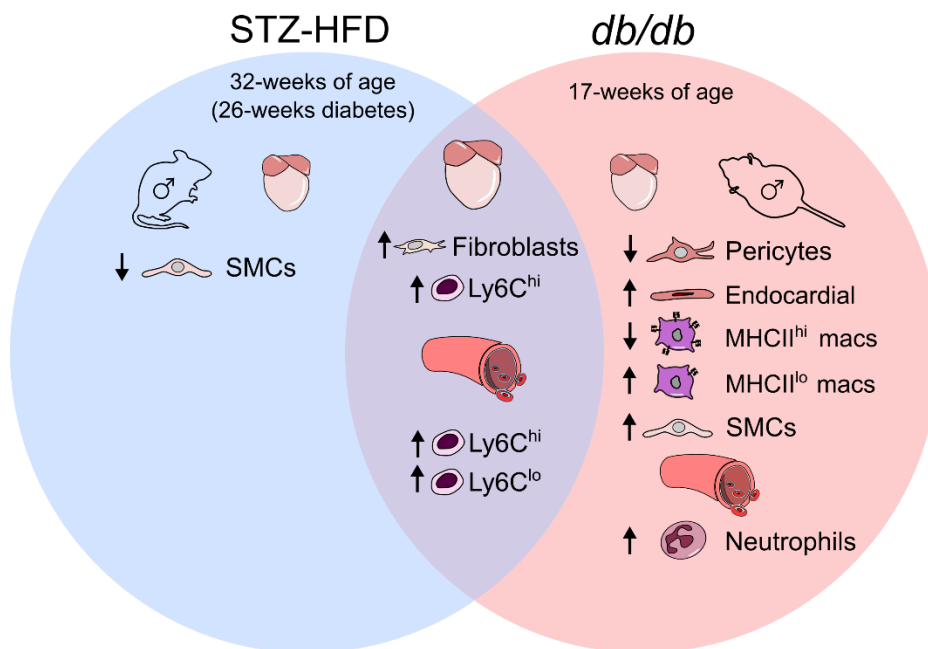 STZ-HFD
db/db
32-weeks of age
(26-weeks diabetes)
17-weeks of age
♂
♂
↓ SMCs
↑ Fibroblasts
↑ Ly6Chi
↑ Ly6Chi
↑ Ly6Clo
↓ Pericytes
↑ Endocardial
↓ MHCIIhi macs
↑ MHCIIlo macs
↑ SMCs
↑ Neutrophils